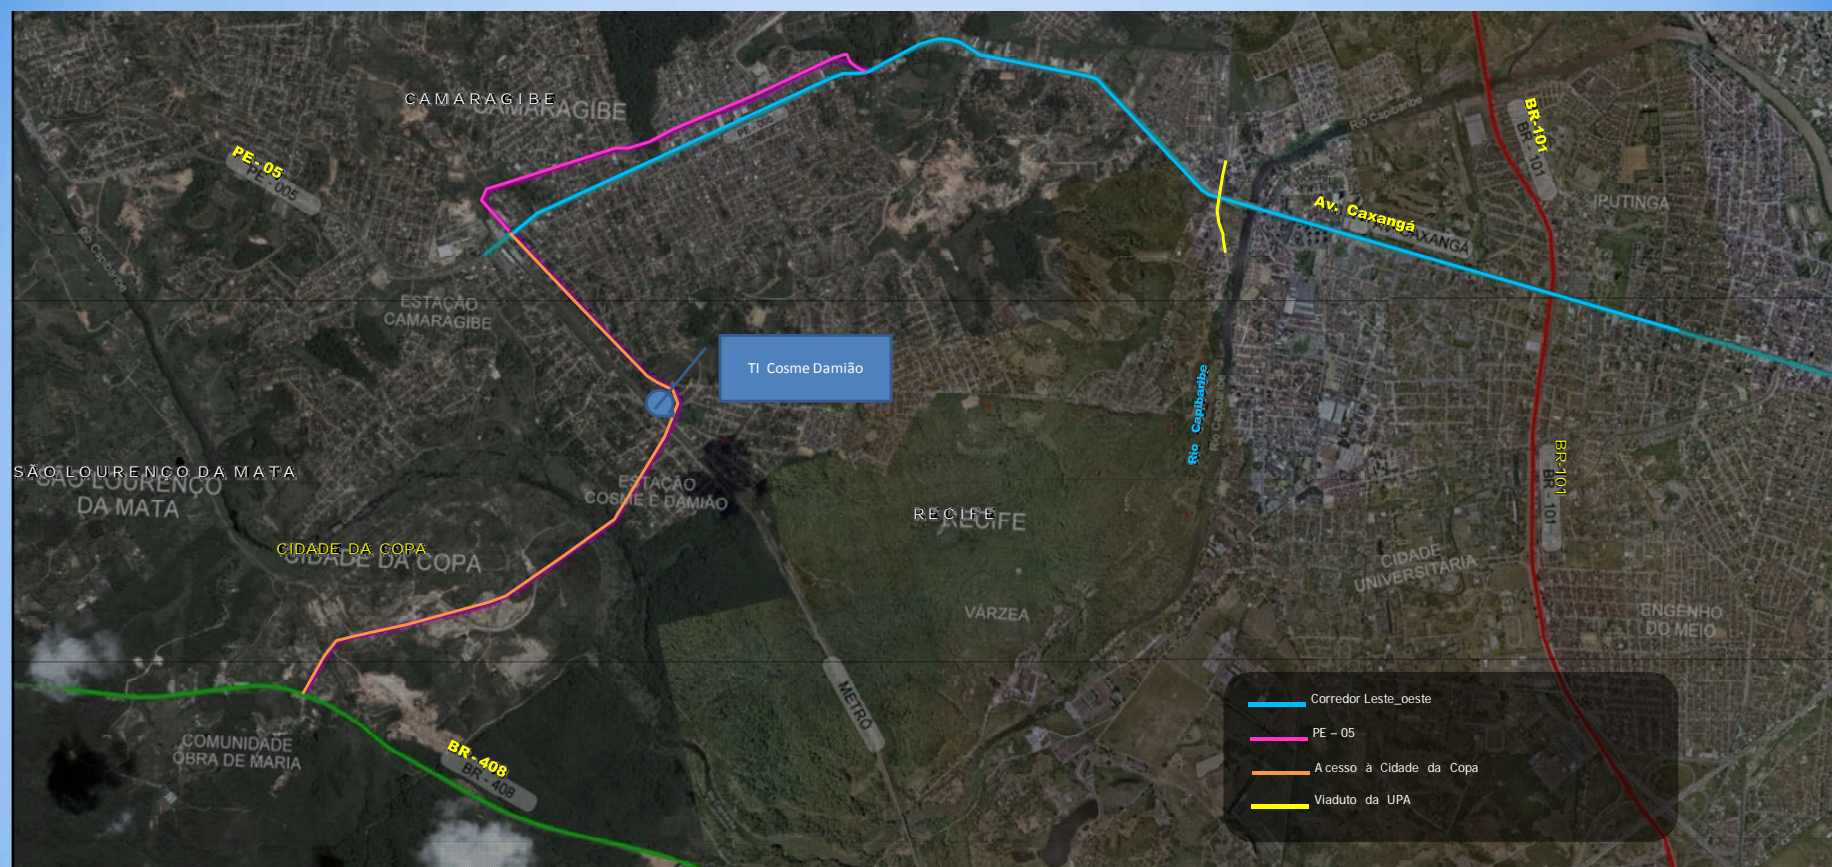 CAMARAGIBE
CAMARAGIBE
PE - 05
PE - 005
Rio Capibaribe
ESTAÇÃO
CAMARAGIBE
TI Cosme Damião
SÃO LOURENÇO DA MATA
SÃO LOURENÇO
DA MATA
ESTAÇÃO
COSME E DAMIÃO
CIDADE DA COPA
CIDADE DA COPA
RECIFE
RECIFE
VÁRZEA
METRÔ
COMUNIDADE
OBRA DE MARIA
BR - 408
BR - 408
Rio Capibaribe
BR-101
BR - 101
IPUTINGA
Av. Caxangá
CAXANGÁ
Rio Capibaribe
Rio Capibaribe
BR-101
BR - 101
CIDADE
UNIVERSITÁRIA
ENGENHO
DO MEIO
Corredor Leste_oeste
PE – 05
Acesso à Cidade da Copa
Viaduto da UPA